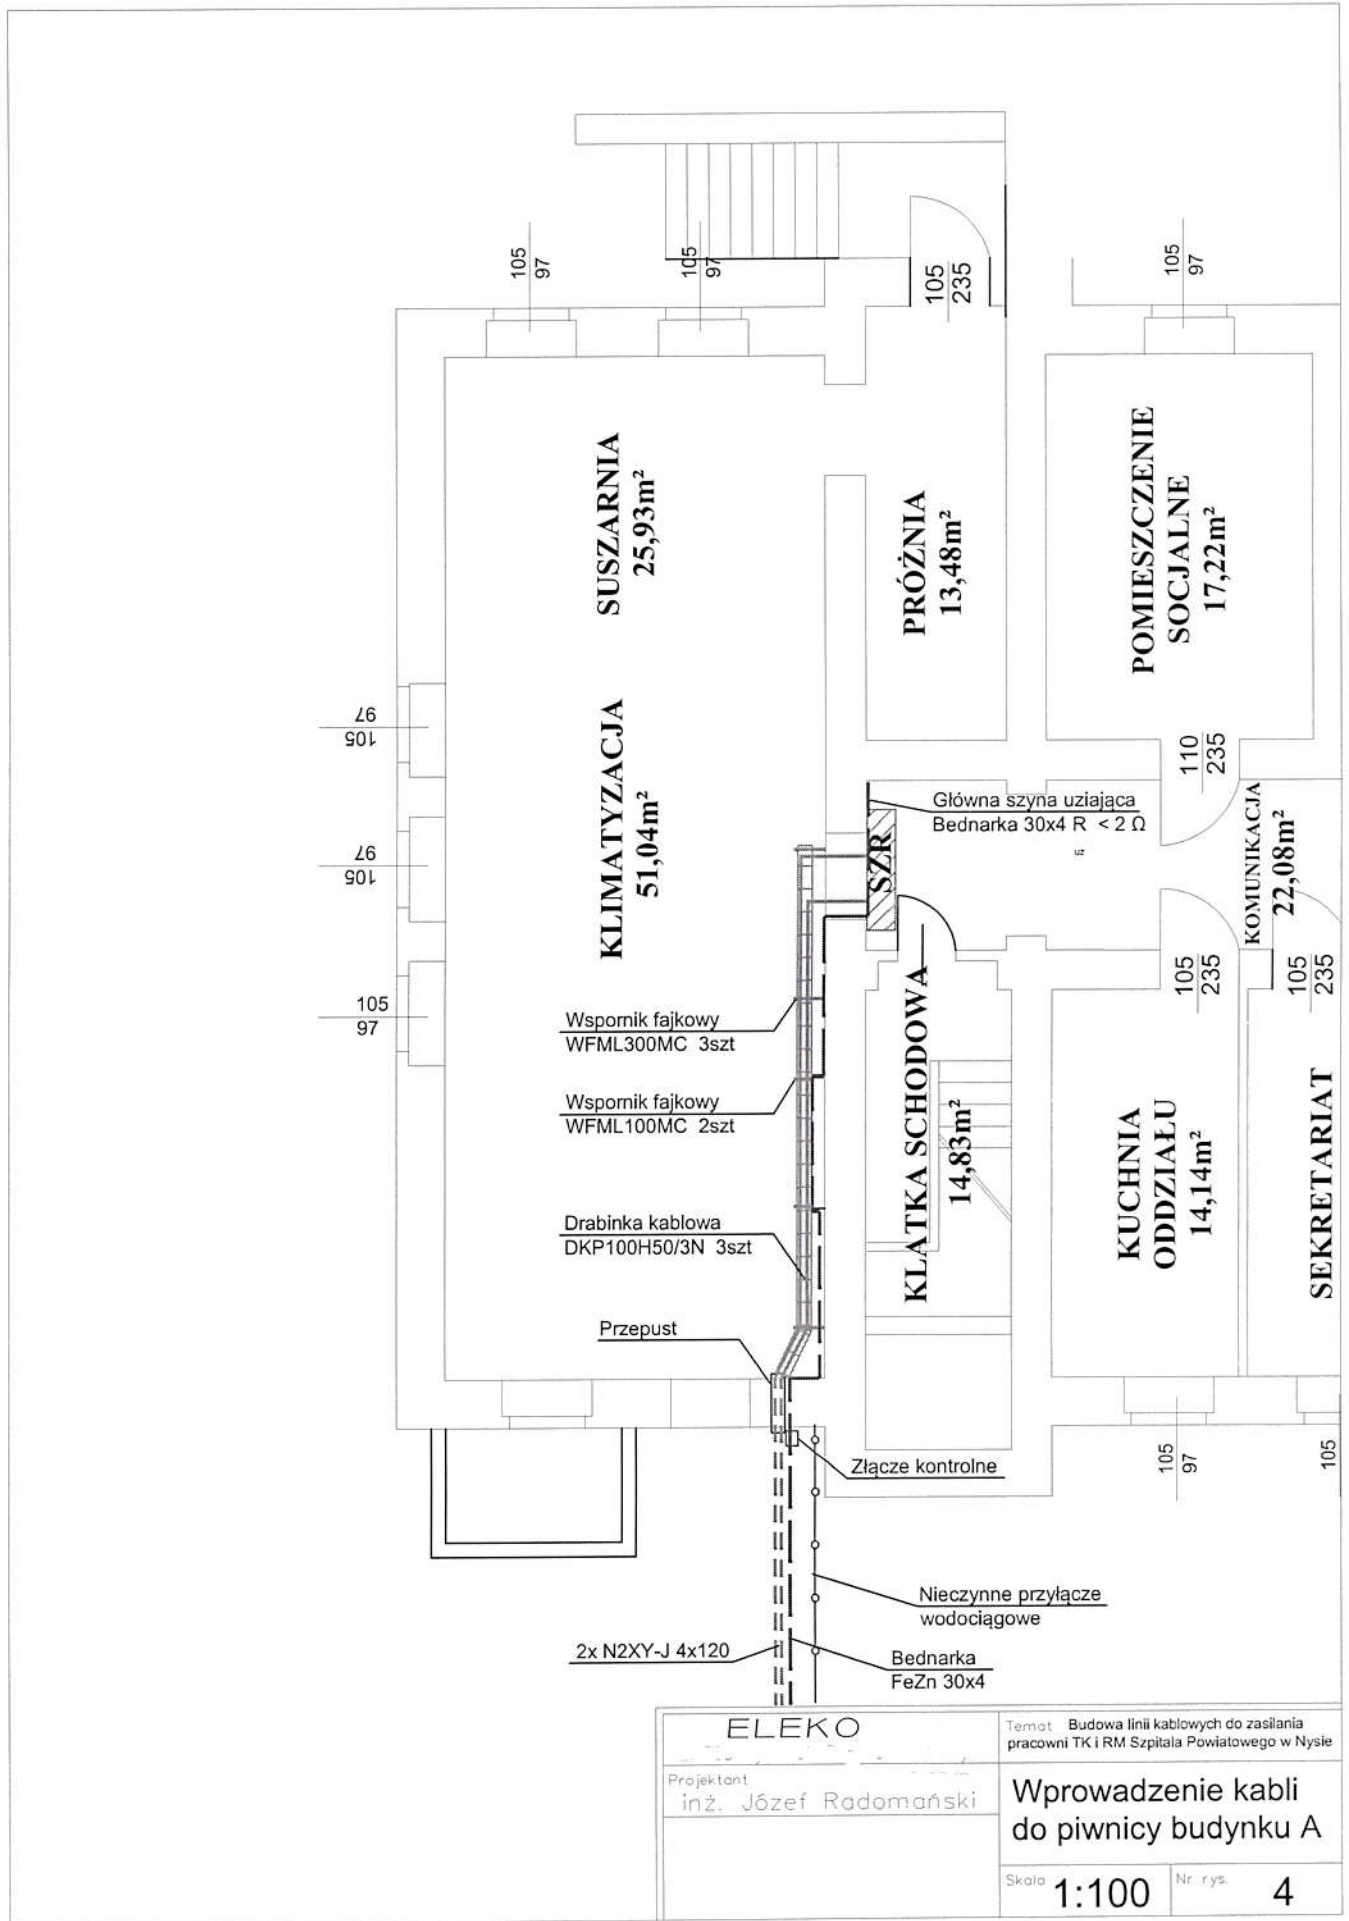 105
97
105
97
105
235
105
97
SUSZARNIA
25,93m²
PRÓŻNIA
13,48m²
POMIESZCZENIE
SOCJALNE
17,22m²
97
105
97
105
105
97
KLIMATYZACJA
51,04m²
110
235
Główna szyna uziająca
Bednarka 30x4 R < 2 Ω
uz
SZR
KOMUNIKACJA
22,08m²
105
235
105
235
Wspornik fajkowy
WFML300MC 3szt
Wspornik fajkowy
WFML100MC 2szt
Drabinka kablowa
DKP100H50/3N 3szt
Przepust
KLATKA SCHODOWA
14,83m²
KUCHNIA
ODDZIAŁU
14,14m²
SEKRETARIAT
Złącze kontrolne
105
97
105
Nieczynne przyłącze
wodociągowe
2x N2XY-J 4x120
Bednarka
FeZn 30x4
ELEKO
Projektant
inż. Józef Radomański
Temat Budowa linii kablowych do zasilania
pracowni TK i RM Szpitala Powiatowego w Nysie
Wprowadzenie kabli
do piwnicy budynku A
Skala 1:100
Nr rys. 4